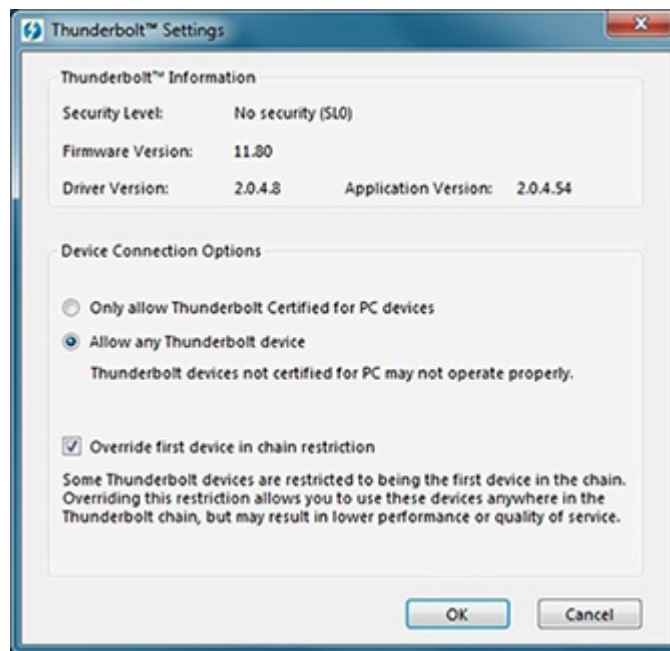 Thunderbolt™ Settings
Thunderbolt™ Information
Security Level: No security (SL0)
Firmware Version: 11.80
Driver Version: 2.0.4.8 Application Version: 2.0.4.54
Device Connection Options
Only allow Thunderbolt Certified for PC devices
Allow any Thunderbolt device
Thunderbolt devices not certified for PC may not operate properly.
Override first device in chain restriction
Some Thunderbolt devices are restricted to being the first device in the chain.
Overriding this restriction allows you to use these devices anywhere in the
Thunderbolt chain, but may result in lower performance or quality of service.
OK Cancel